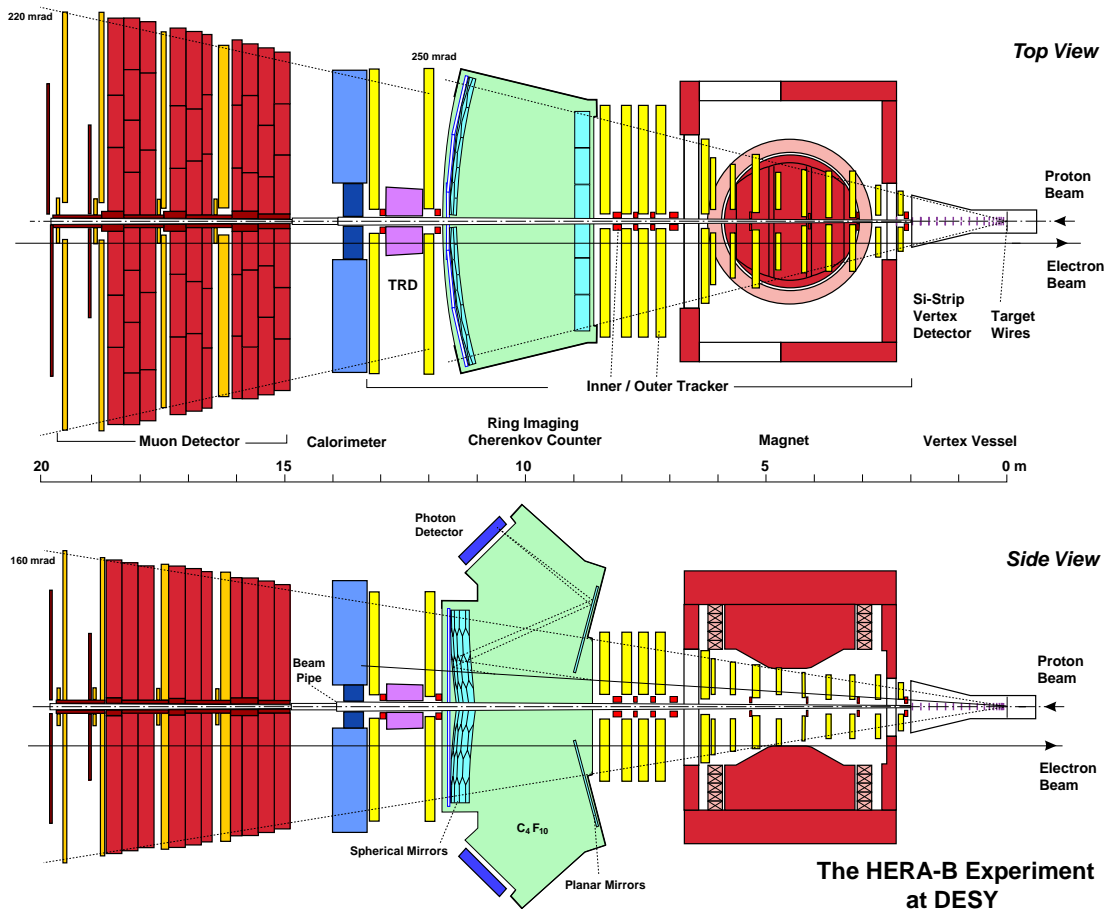 220 mrad
250 mrad
Top View
Proton
Beam
Electron
Beam
TRD
Si-Strip
Vertex
Detector
Target
Wires
Inner / Outer Tracker
Muon Detector
Calorimeter
Ring Imaging
Cherenkov Counter
Magnet
Vertex Vessel
20
15
10
5
0 m
Photon
Detector
160 mrad
Side View
Beam
Pipe
Proton
Beam
Electron
Beam
C4 F10
Spherical Mirrors
Planar Mirrors
The HERA-B Experiment
at DESY